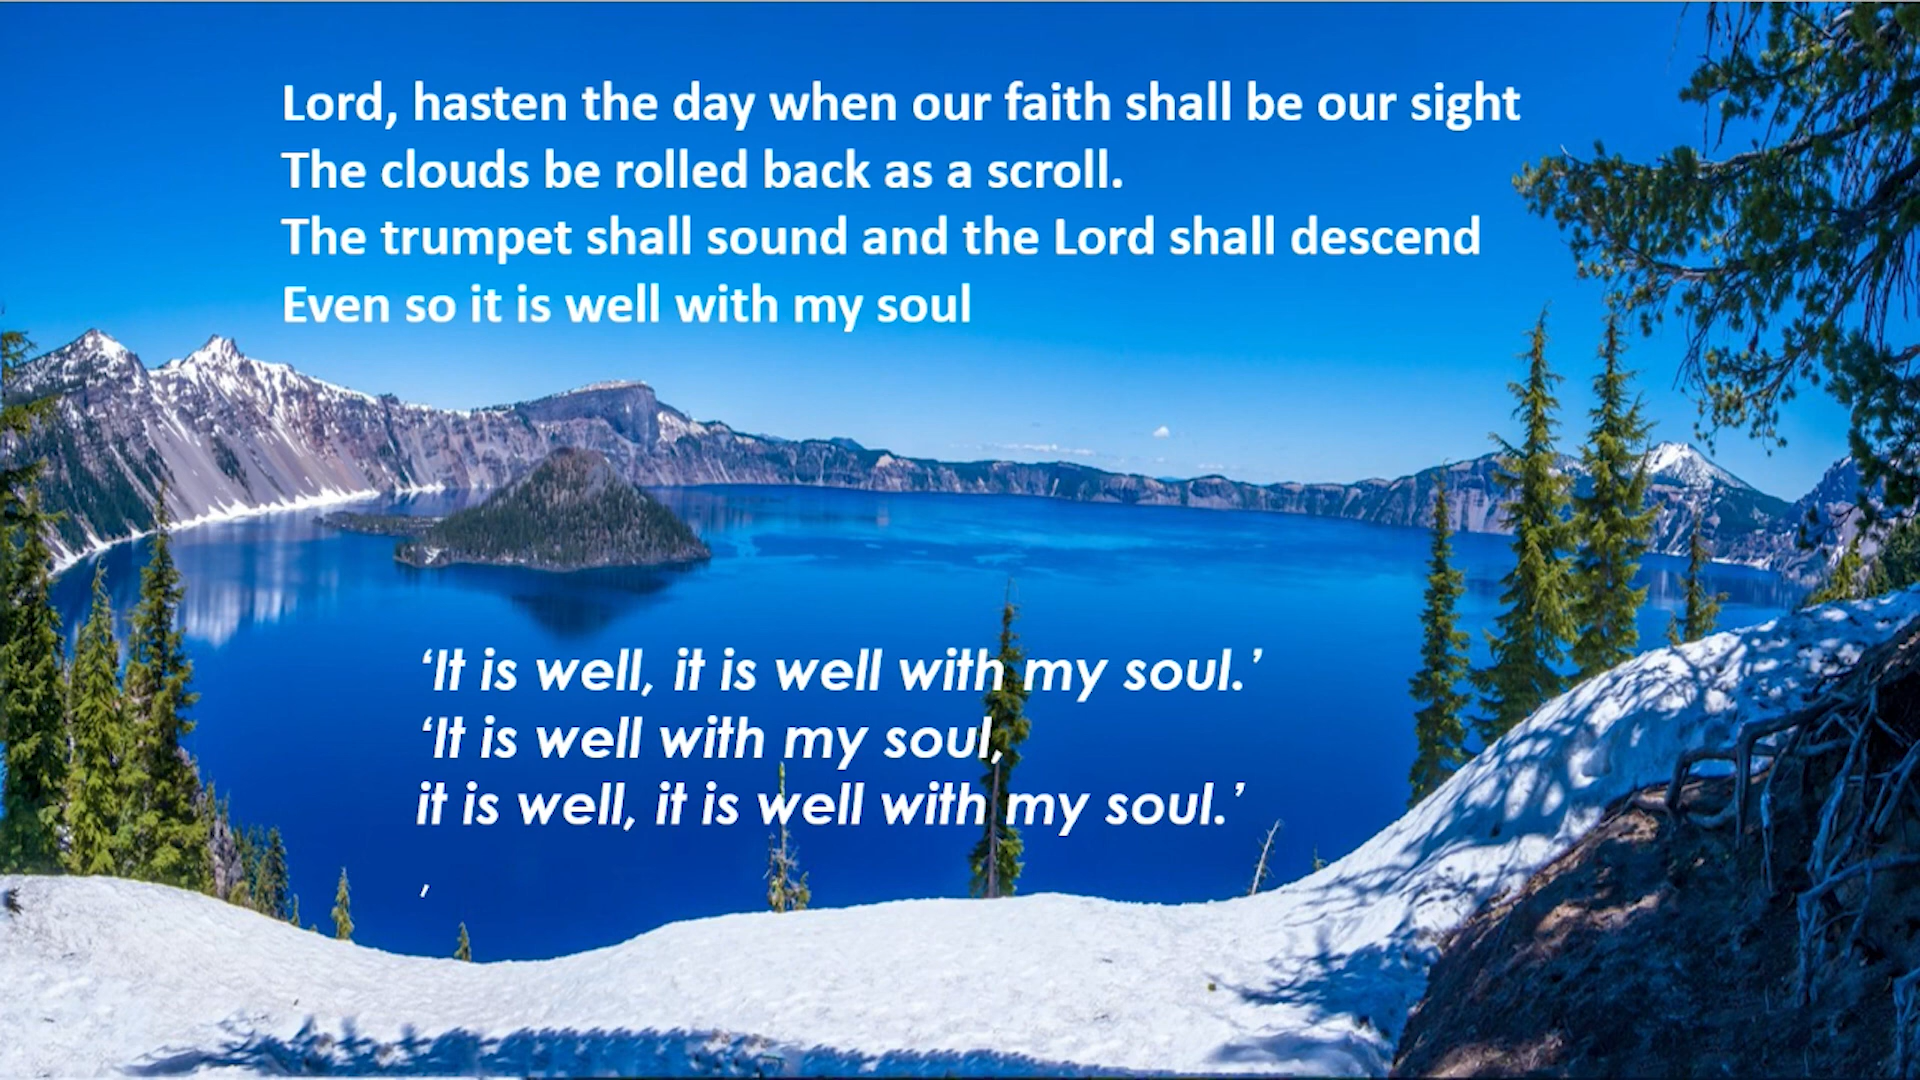 Lord, hasten the day when our faith shall be our sight
The clouds be rolled back as a scroll.
The trumpet shall sound and the Lord shall descend
Even so it is well with my soul
‘It is well, it is well with my soul.’
‘It is well with my soul,
it is well, it is well with my soul.’
,